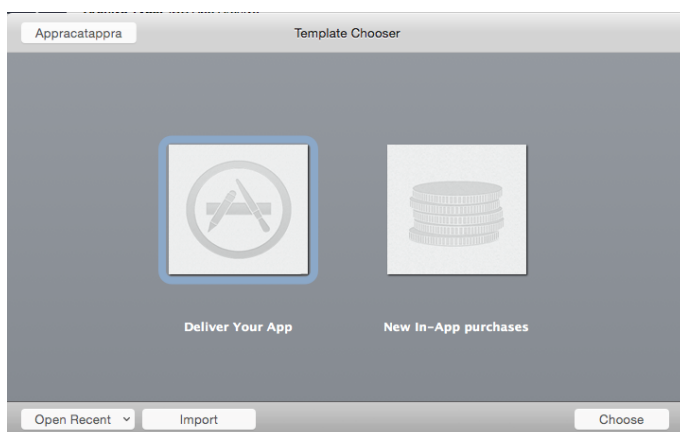 Appracatappra
Template Chooser
Deliver Your App
New In-App purchases
Open Recent
Import
Choose